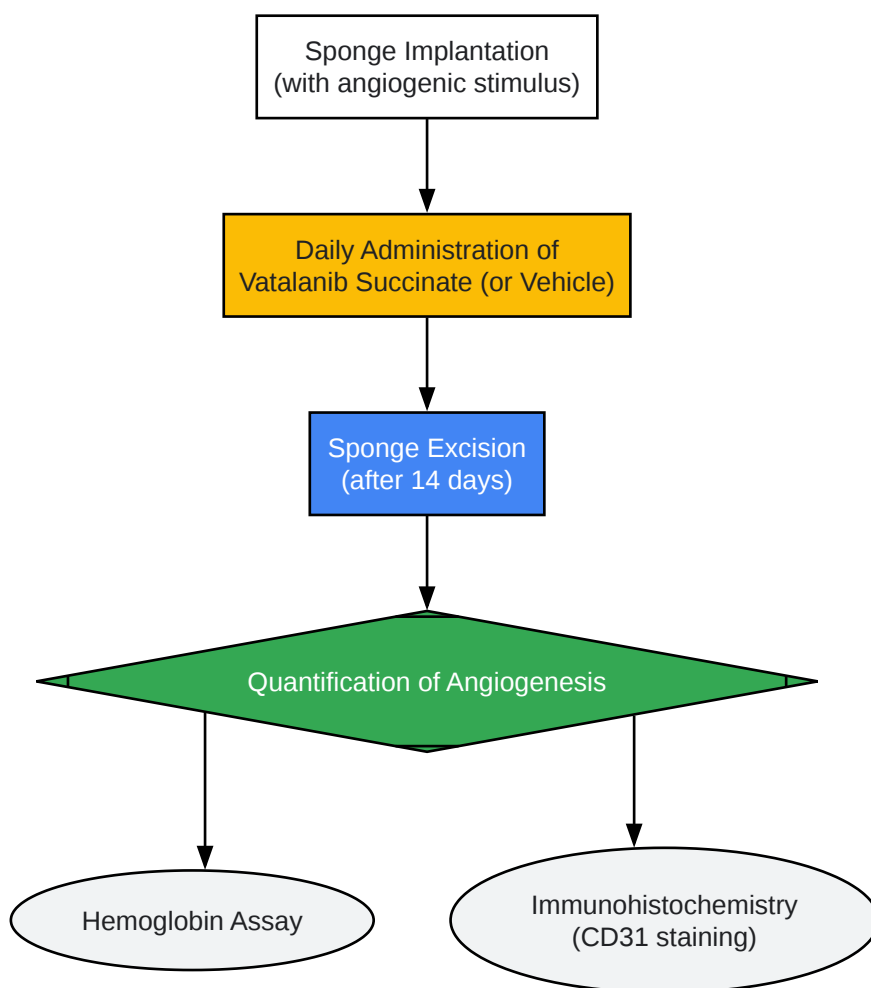 Sponge Implantation
(with angiogenic stimulus)
Daily Administration of
Vatalanib Succinate (or Vehicle)
Sponge Excision
(after 14 days)
Quantification of Angiogenesis
Hemoglobin Assay
Immunohistochemistry
(CD31 staining)